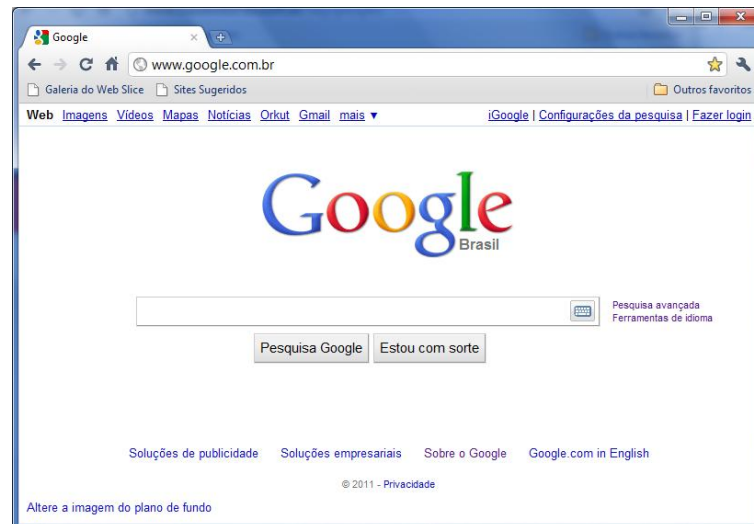 Google
www.google.com.br
Galeria do Web Slice Sites Sugeridos Outros favoritos
Web Imagens Vídeos Mapas Notícias Orkut Gmail mais ▼ iGoogle | Configurações da pesquisa | Fazer login
Google
Brasil
Pesquisa avançada
Ferramentas de idioma
Pesquisa Google Estou com sorte
Soluções de publicidade Soluções empresariais Sobre o Google Google.com in English
© 2011 - Privacidade
Altere a imagem do plano de fundo